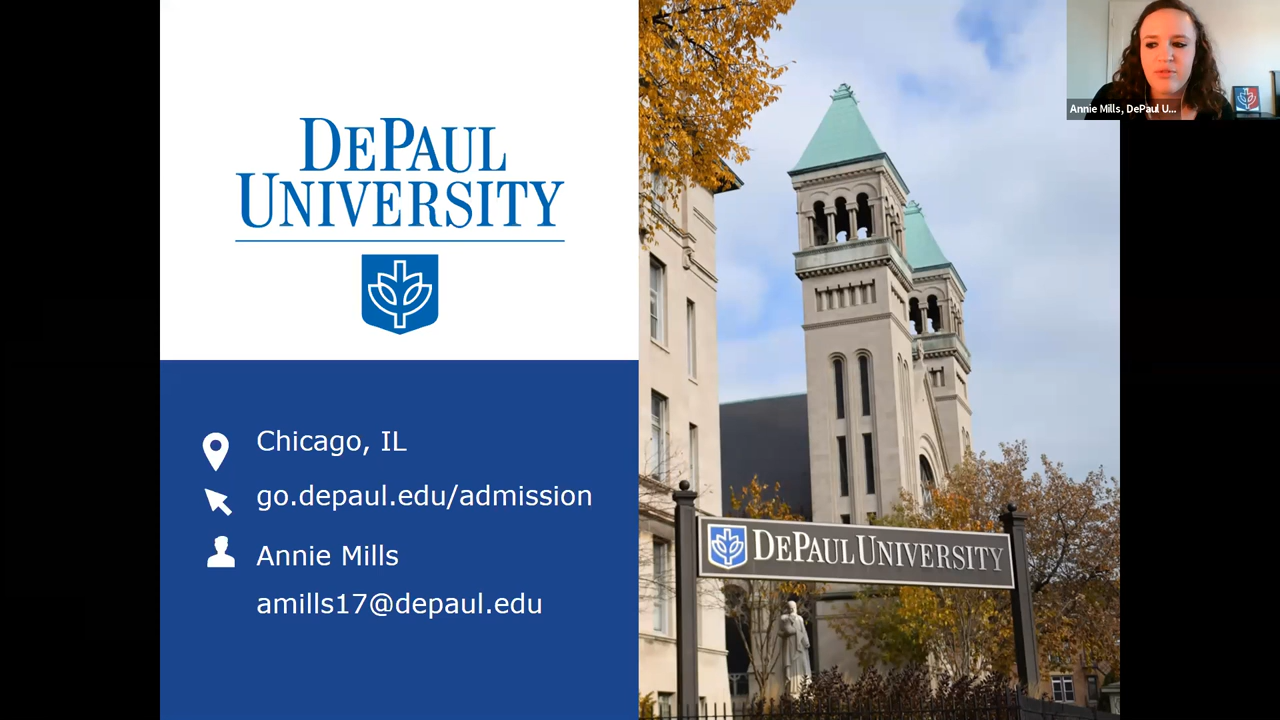 DEPAUL
UNIVERSITY
Chicago, IL
go.depaul.edu/admission
Annie Mills
amills17@depaul.edu
DEPAUL UNIVERSITY
Annie Mills, DePaul U...